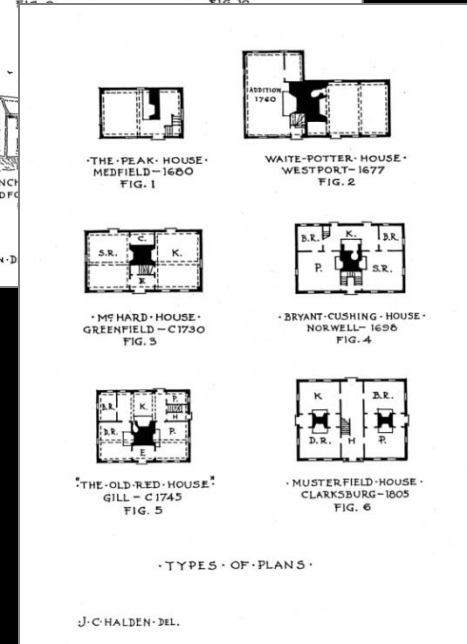 ADDITION
1760
·THE·PEAK·HOUSE·
MEDFIELD-1680
FIG. 1
WAITE-POTTER·HOUSE·
WESTPORT-1677
FIG. 2
S.R.
C.
K.
E.
·Mc HARD·HOUSE·
GREENFIELD-C1730
FIG. 3
B.R.
K.
B.R.
P.
S.R.
·BRYANT·CUSHING·HOUSE·
NORWELL-1698
FIG. 4
B.R.
K.
P.
H
D.R.
P.
E
"THE·OLD·RED·HOUSE"
GILL - C1745
FIG. 5
K
B.R.
D.R.
H
P.
·MUSTERFIELD·HOUSE·
CLARKSBURG-1805
FIG. 6
·TYPES·OF·PLANS·
·J·C·HALDEN·DEL.